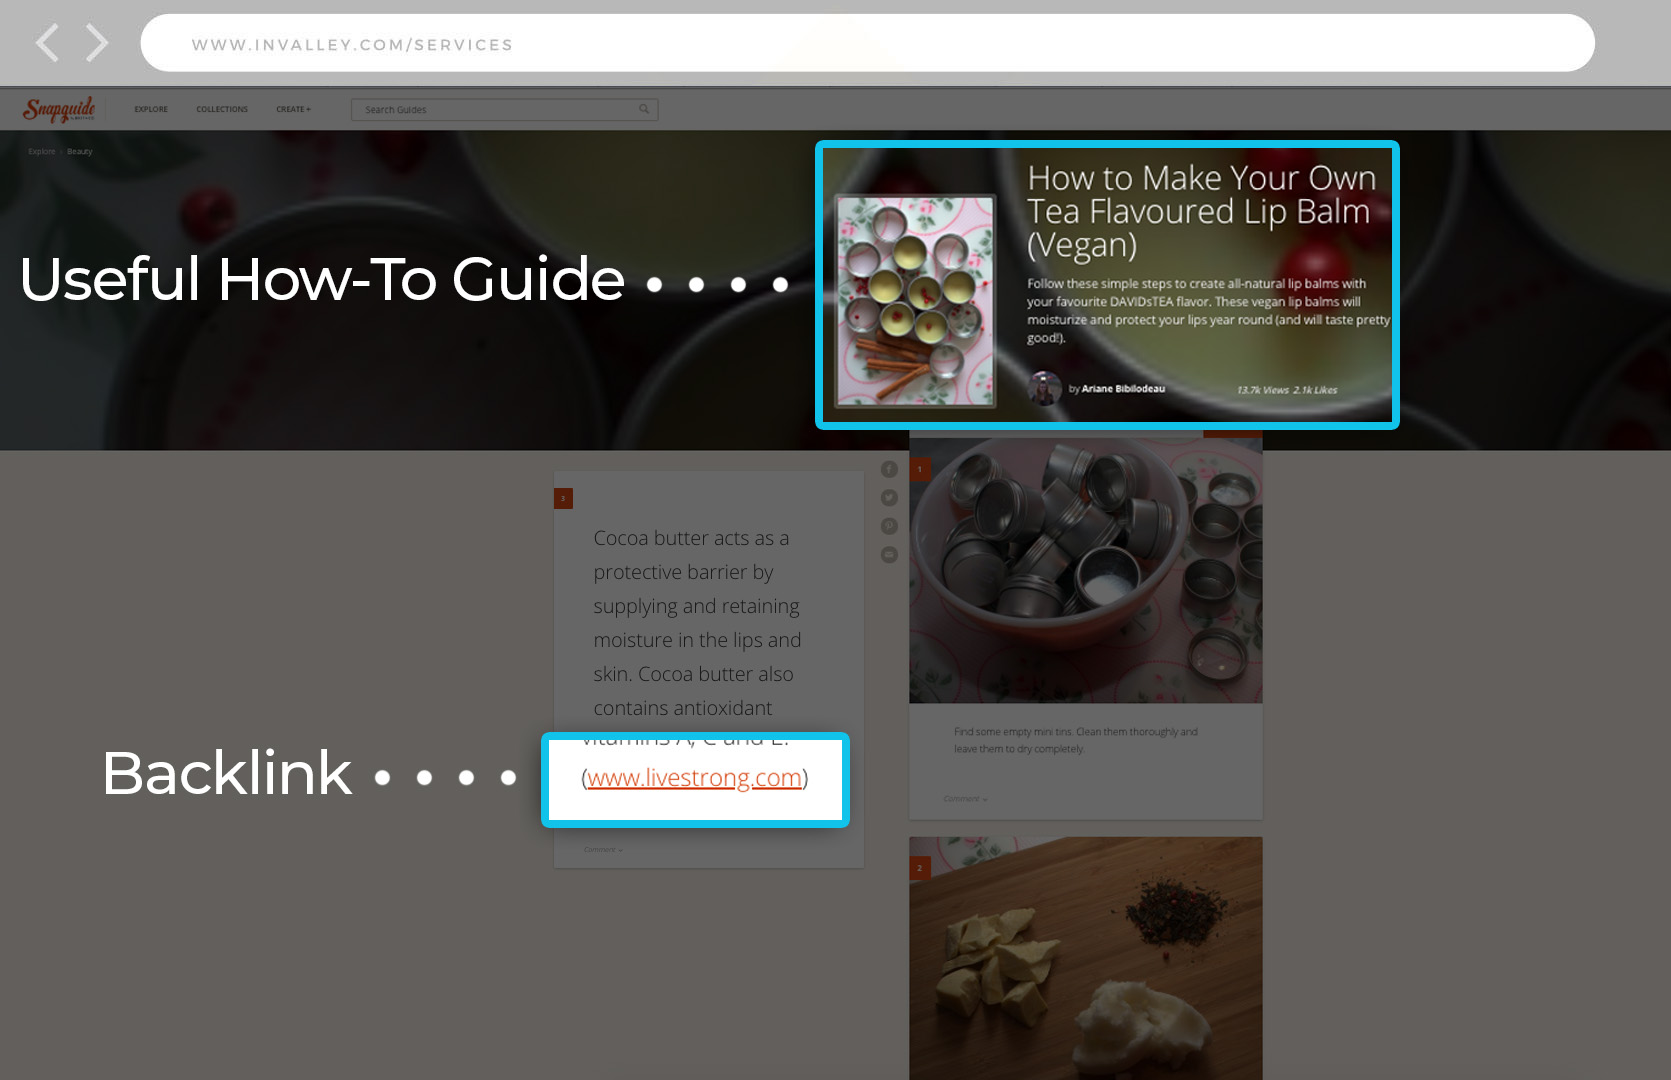 WWW.INVALLEY.COM/SERVICES
Snapguide
EXPLORE COLLECTIONS CREATE + Search Guides
Explore › Beauty
How to Make Your Own
Tea Flavoured Lip Balm
(Vegan)
Follow these simple steps to create all-natural lip balms with
your favourite DAVIDsTEA flavor. These vegan lip balms will
moisturize and protect your lips year round (and will taste pretty
good!).
by Ariane Bibilodeau 13.7k Views 2.1k Likes
Useful How-To Guide
3
Cocoa butter acts as a
protective barrier by
supplying and retaining
moisture in the lips and
skin. Cocoa butter also
contains antioxidant
vitamins A, C and E.
(www.livestrong.com)
Comment
Backlink
1
Find some empty mini tins. Clean them thoroughly and
leave them to dry completely.
Comment
2